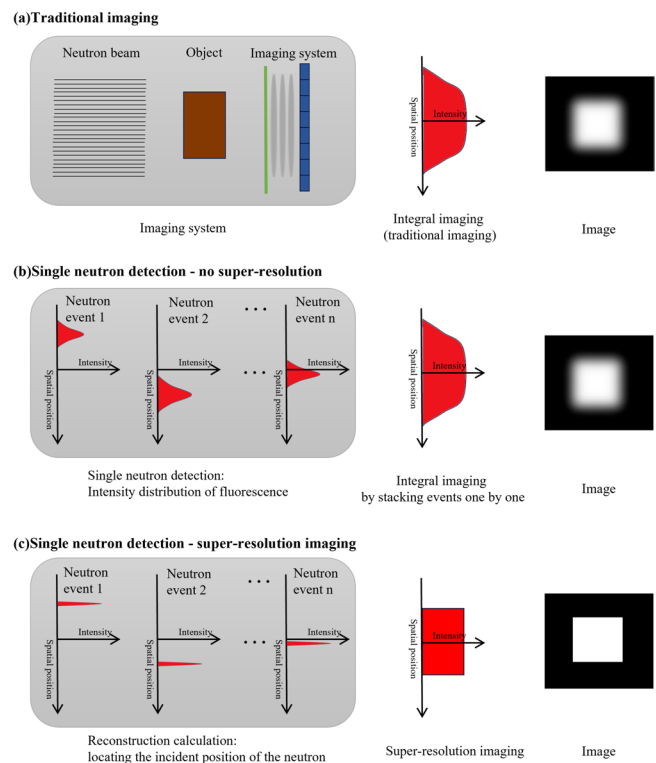 (a)Traditional imaging
Neutron beam
Object
Imaging system
Imaging system
Spatial position
Intensity
Integral imaging
(traditional imaging)
Image
(b)Single neutron detection - no super-resolution
Neutron
event 1
Neutron
event 2
• • •
Neutron
event n
Intensity
Spatial position
Intensity
Spatial position
• • •
Intensity
Spatial position
Single neutron detection:
Intensity distribution of fluorescence
Spatial position
Intensity
Integral imaging
by stacking events one by one
Image
(c)Single neutron detection - super-resolution imaging
Neutron
event 1
Neutron
event 2
• • •
Neutron
event n
Intensity
Spatial position
Intensity
Spatial position
• • •
Intensity
Spatial position
Reconstruction calculation:
locating the incident position of the neutron
Spatial position
Intensity
Super-resolution imaging
Image